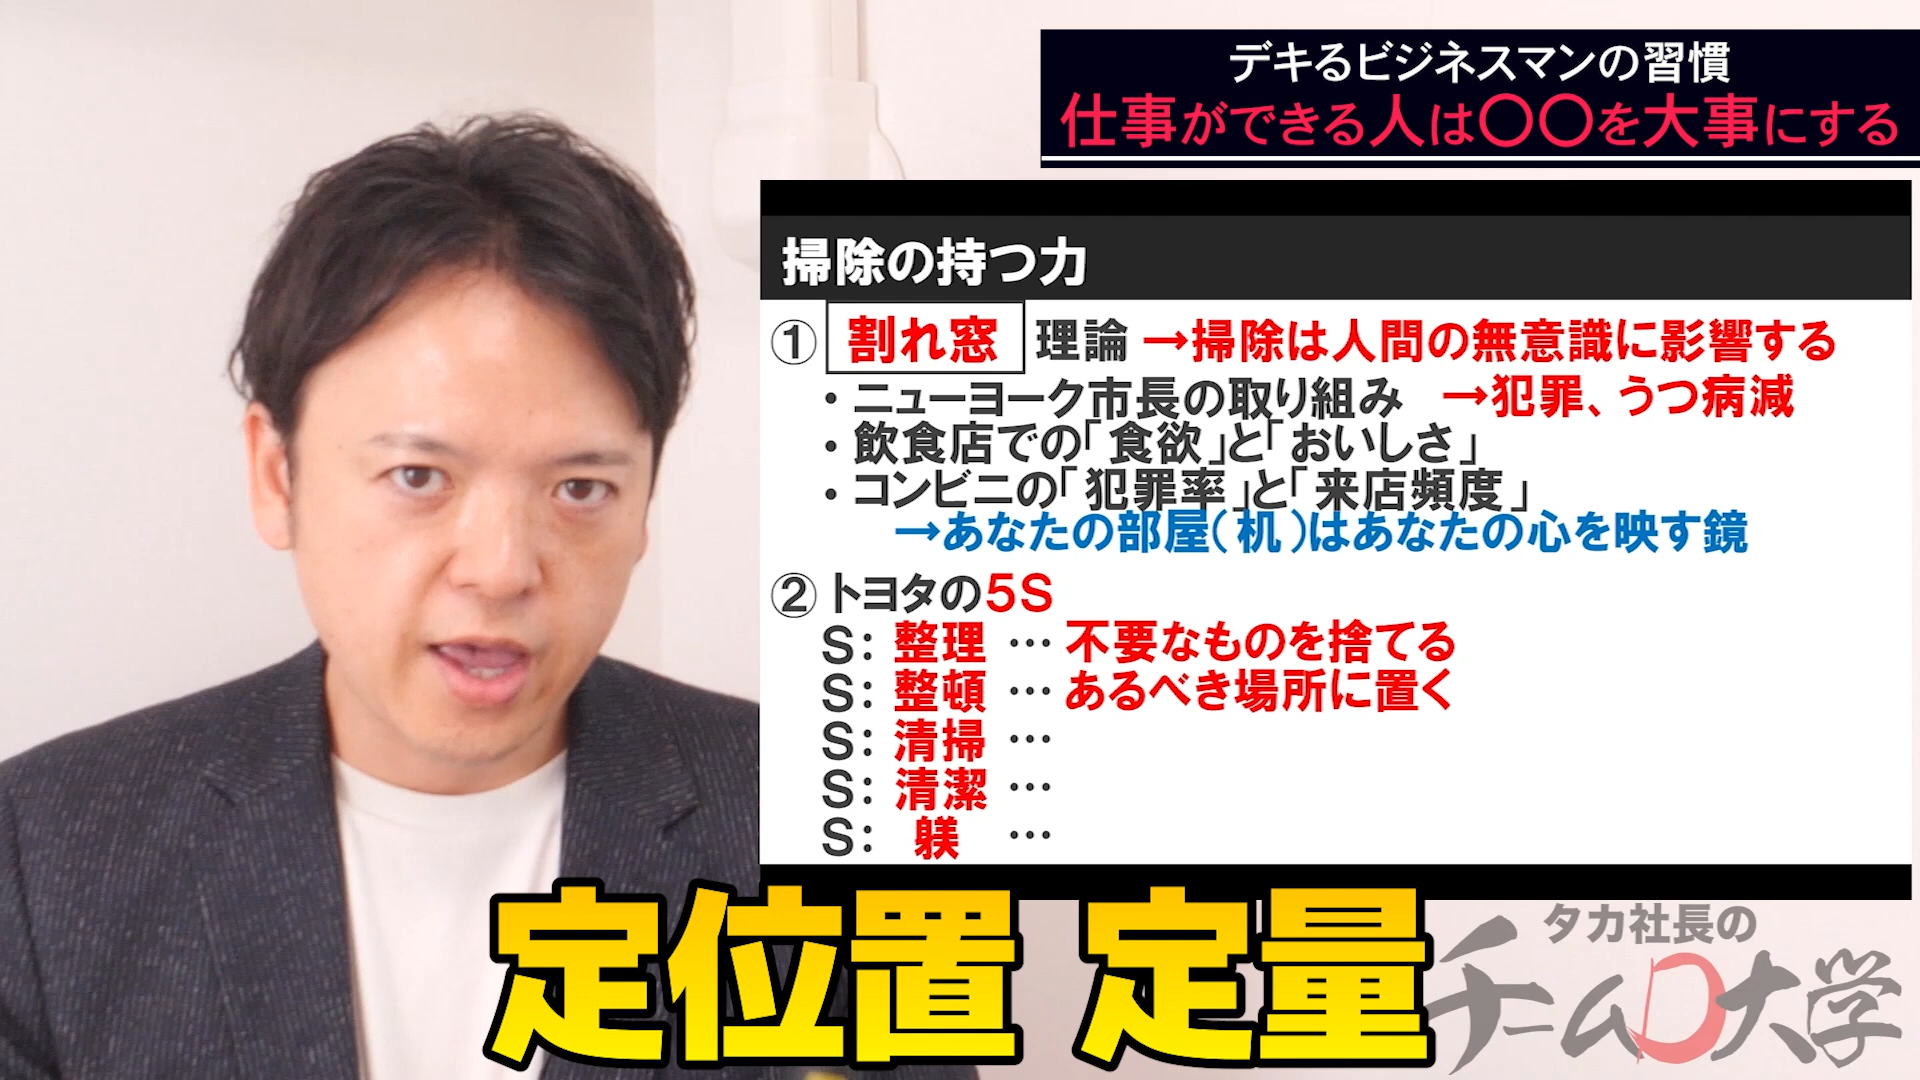 デキるビジネスマンの習慣
仕事ができる人は〇〇を大事にする
掃除の持つ力
① 割れ窓 理論 →掃除は人間の無意識に影響する
・ニューヨーク市長の取り組み →犯罪、うつ病減
・飲食店での「食欲」と「おいしさ」
・コンビニの「犯罪率」と「来店頻度」
→あなたの部屋(机)はあなたの心を映す鏡
② トヨタの5S
S: 整理 … 不要なものを捨てる
S: 整頓 … あるべき場所に置く
S: 清掃 …
S: 清潔 …
S: 躾 …
定位置 定量
タカ社長の
チームD大学